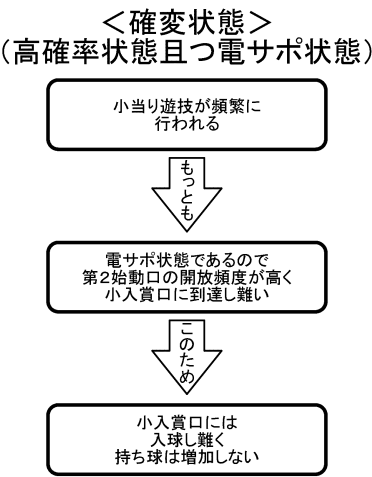 ＜確変状態＞
（高確率状態且つ電サポ状態）
小当り遊技が頻繁に
行われる
もっとも
電サポ状態であるので
第２始動口の開放頻度が高く
小入賞口に到達し難い
このため
小入賞口には
入球し難く
持ち球は増加しない